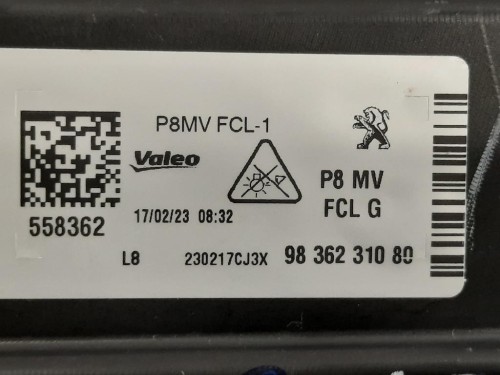 P8MV FCL-1
Valeo
P8 MV
FCL G
558362
17/02/23 08:32
L8
230217CJ3X
98 362 310 80